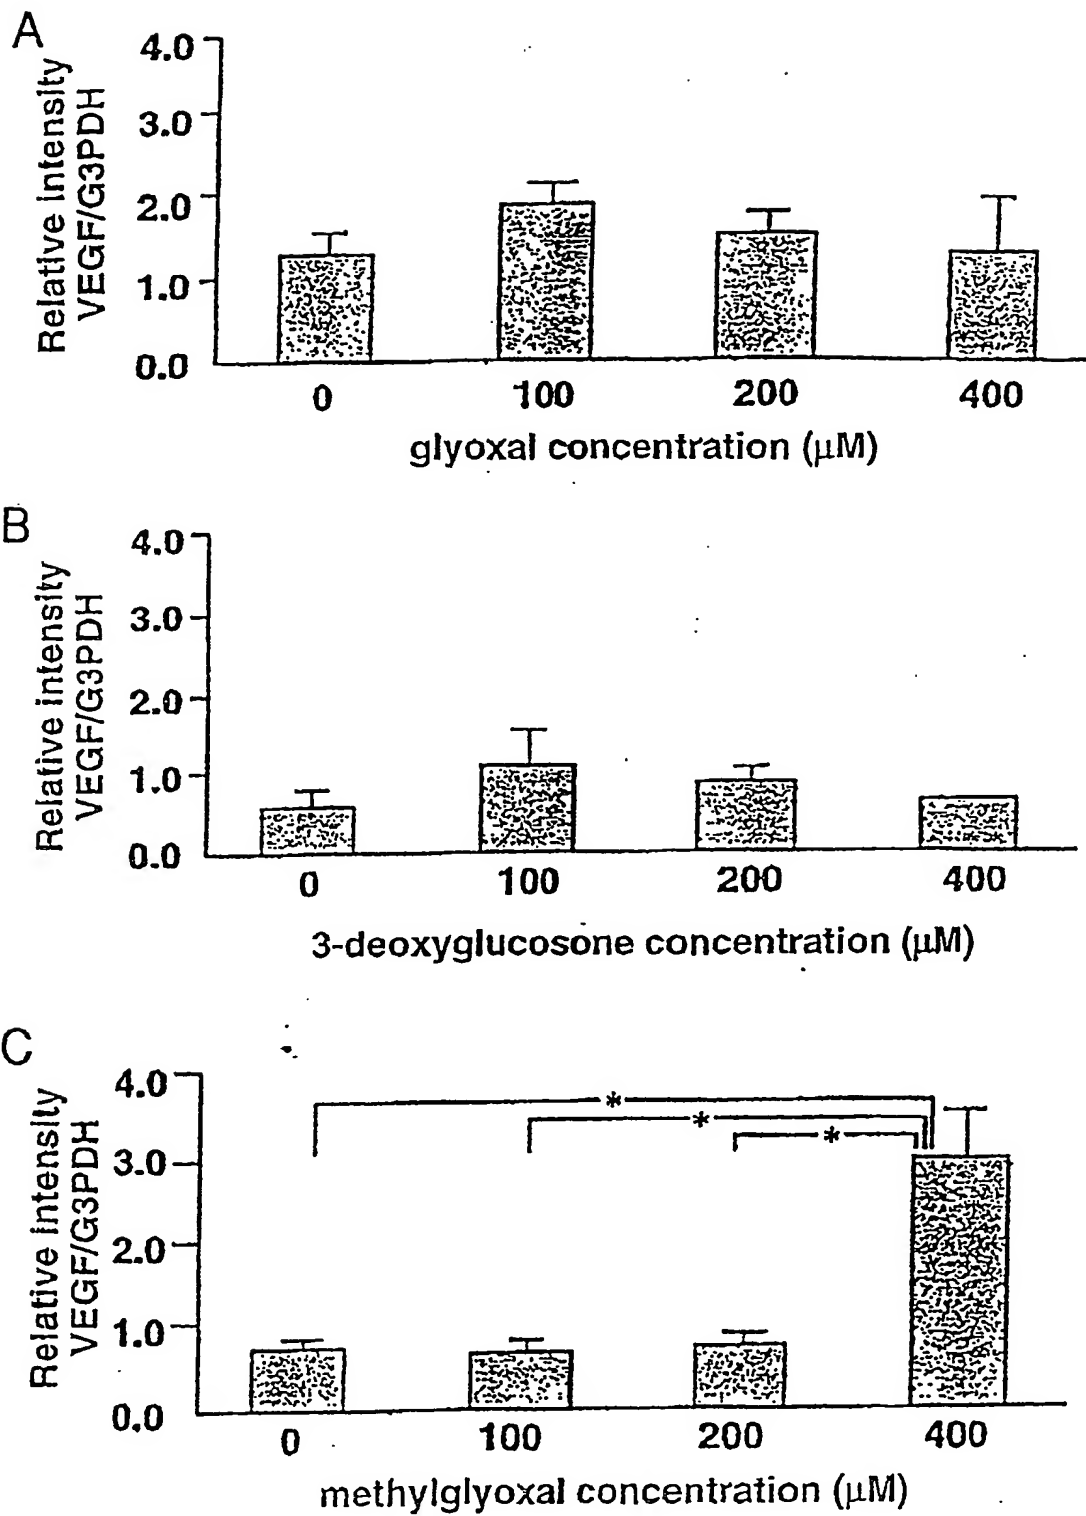 A
Relative intensity
VEGF/G3PDH
4.0
3.0
2.0
1.0
0.0
0 100 200 400
glyoxal concentration (μM)
B
Relative intensity
VEGF/G3PDH
4.0
3.0
2.0
1.0
0.0
0 100 200 400
3-deoxyglucosone concentration (μM)
C
Relative intensity
VEGF/G3PDH
4.0
3.0
2.0
1.0
0.0
*
*
*
0 100 200 400
methylglyoxal concentration (μM)